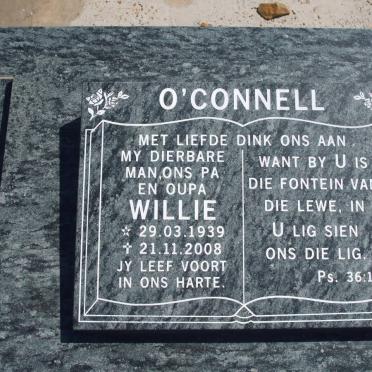 O'CONNELL
MET LIEFDE DINK ONS AAN
MY DIERBARE
MAN, ONS PA
EN OUPA
WILLIE
☆ 29.03.1939
✝ 21.11.2008
JY LEEF VOORT
IN ONS HARTE.
WANT BY U IS
DIE FONTEIN VAN
DIE LEWE, IN
U LIG SIEN
ONS DIE LIG.
Ps. 36:1